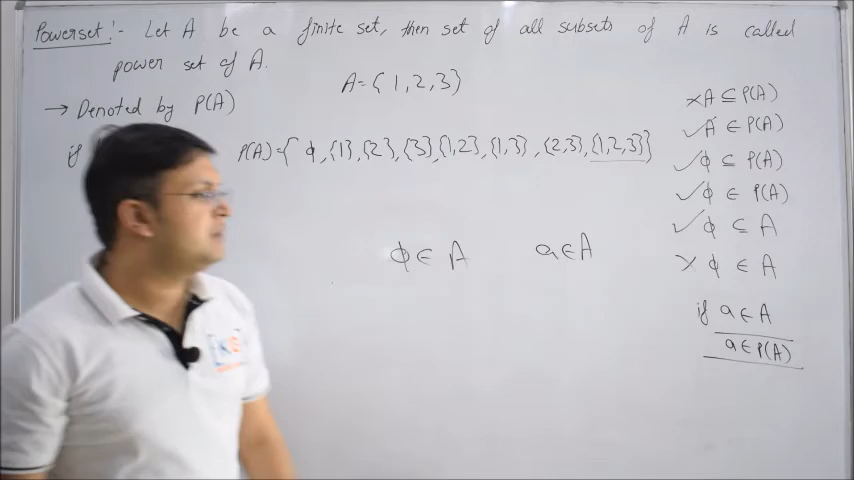 Powerset :- Let A be a finite set, then set of all subsets of A is called
power set of A.
A = { 1, 2, 3 }
→ Denoted by P(A)
if
P(A) = { ϕ, {1}, {2}, {3}, {1,2}, {1,3}, {2,3}, {1,2,3} }
ϕ ∈ A a ∈ A
× A ⊆ P(A)
✓ A ∈ P(A)
✓ ϕ ⊆ P(A)
✓ ϕ ∈ P(A)
✓ ϕ ⊆ A
× ϕ ∈ A
if a ∈ A
a ∈ P(A)